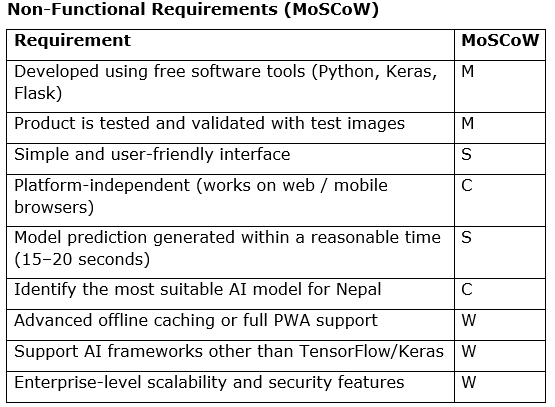 Non-Functional Requirements (MoSCoW)
Requirement MoSCoW
Developed using free software tools (Python, Keras, M
Flask)
Product is tested and validated with test images M
Simple and user-friendly interface S
Platform-independent (works on web / mobile C
browsers)
Model prediction generated within a reasonable time S
(15–20 seconds)
Identify the most suitable AI model for Nepal C
Advanced offline caching or full PWA support W
Support AI frameworks other than TensorFlow/Keras W
Enterprise-level scalability and security features W